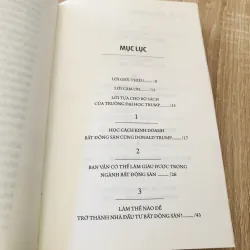 MỤC LỤC
LỜI GIỚI THIỆU......9
LỜI CẢM ƠN......11
LỜI TỰA CHO BỘ SÁCH
CỦA TRƯỜNG ĐẠI HỌC TRUMP......13
1
HỌC CÁCH KINH DOANH
BẤT ĐỘNG SẢN CÙNG DONALD TRUMP......17
2
BẠN VẪN CÓ THỂ LÀM GIÀU ĐƯỢC TRONG
NGÀNH BẤT ĐỘNG SẢN......28
3
LÀM THẾ NÀO ĐỂ
TRỞ THÀNH NHÀ ĐẦU TƯ BẤT ĐỘNG SẢN?......45